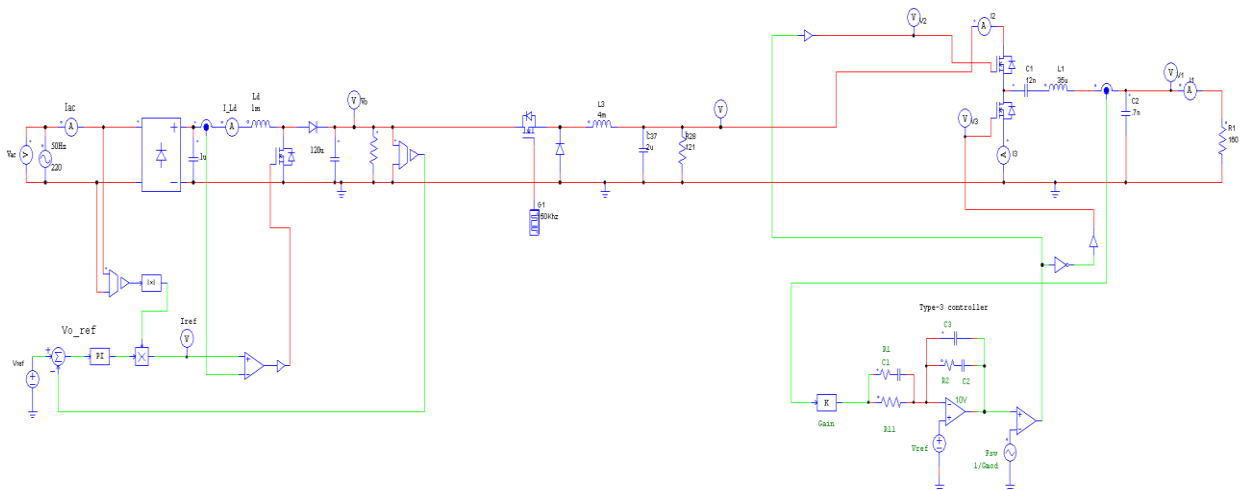 V
V2
I2
A
C1
12n
L1
35u
V
V1
I1
A
Iac
A
I_Ld
A
Ld
1m
V
Vo
L3
4m
V
V3
C2
.7n
R1
160
Vac
V
50Hz
220
+
-
.1u
120u
C37
2u
R28
421
A
I3
G1
50Khz
|x|
Type-3 controller
Vo_ref
Iref
V
C3
R1
C1
R2
C2
Vref
PI
K
Gain
R11
10V
Vref
Fsw
1/Gmod